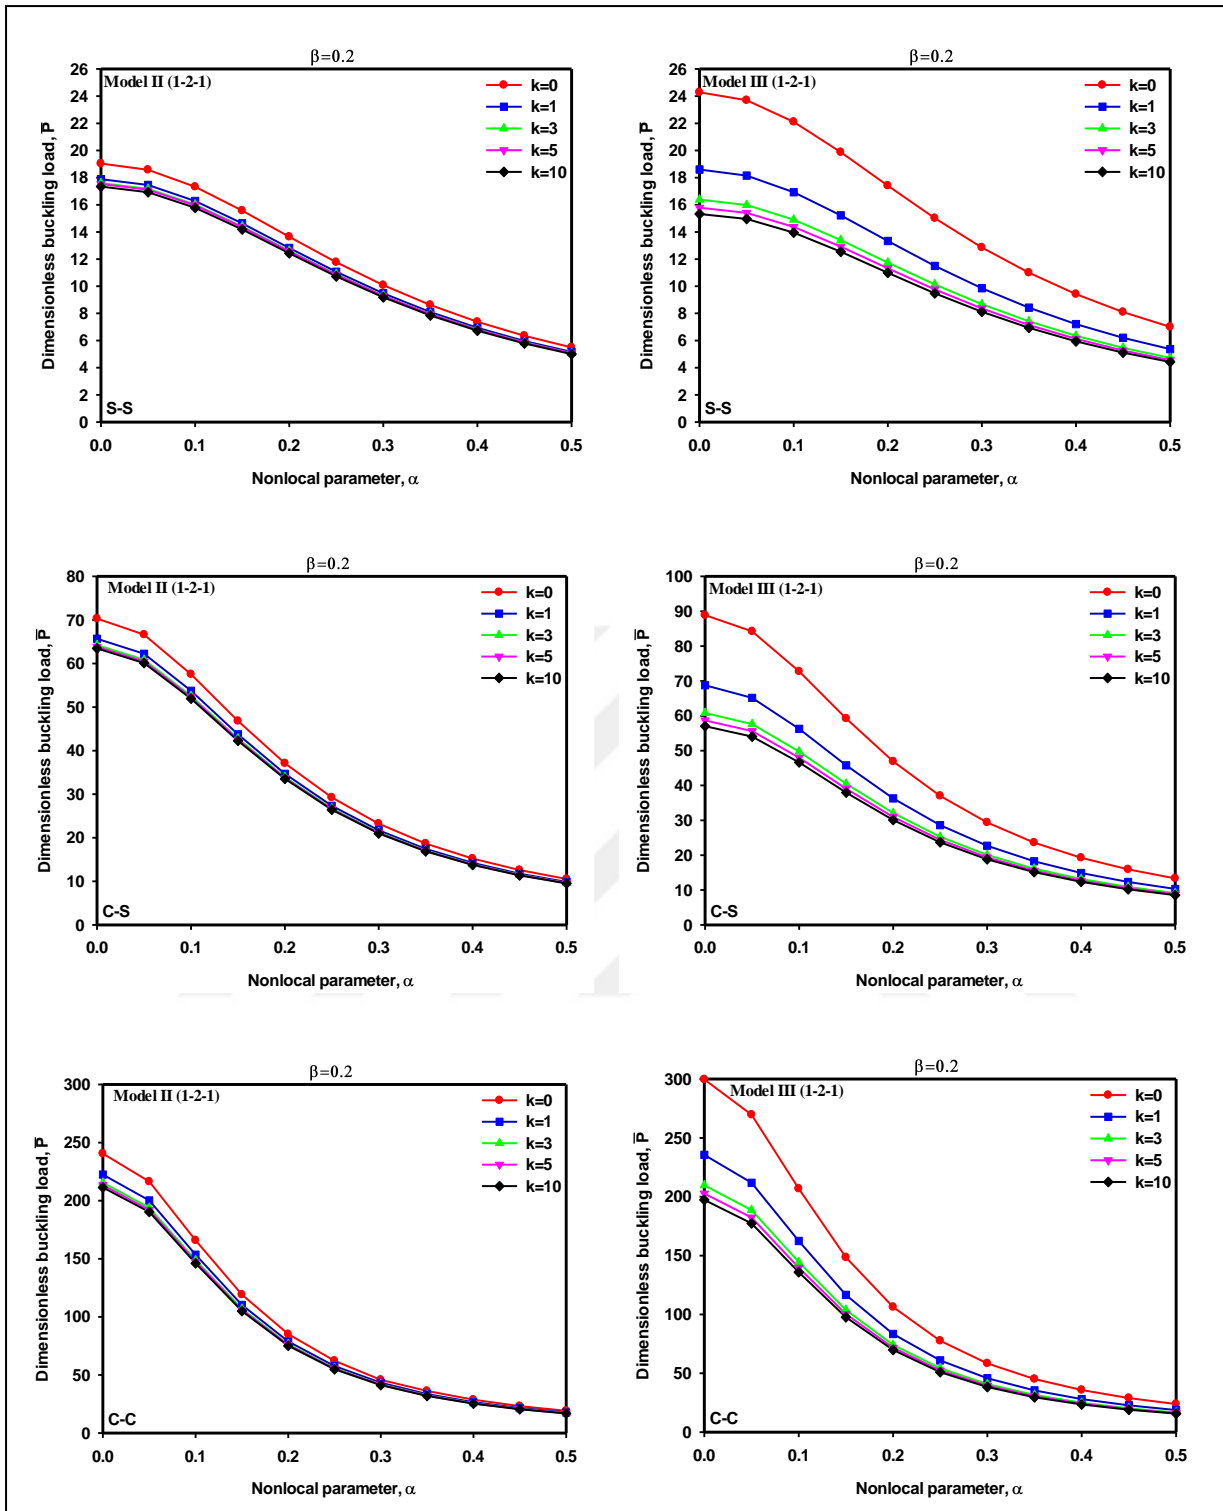 β=0.2
Model II (1-2-1)
k=0
k=1
k=3
k=5
k=10
26
24
22
20
18
16
14
12
10
8
6
4
2
0
Dimensionless buckling load, P̅
S-S
0.0 0.1 0.2 0.3 0.4 0.5
Nonlocal parameter, α
β=0.2
Model III (1-2-1)
k=0
k=1
k=3
k=5
k=10
26
24
22
20
18
16
14
12
10
8
6
4
2
0
Dimensionless buckling load, P̅
S-S
0.0 0.1 0.2 0.3 0.4 0.5
Nonlocal parameter, α
β=0.2
Model II (1-2-1)
k=0
k=1
k=3
k=5
k=10
80
70
60
50
40
30
20
10
0
Dimensionless buckling load, P̅
C-S
0.0 0.1 0.2 0.3 0.4 0.5
Nonlocal parameter, α
β=0.2
Model III (1-2-1)
k=0
k=1
k=3
k=5
k=10
100
90
80
70
60
50
40
30
20
10
0
Dimensionless buckling load, P̅
C-S
0.0 0.1 0.2 0.3 0.4 0.5
Nonlocal parameter, α
β=0.2
Model II (1-2-1)
k=0
k=1
k=3
k=5
k=10
300
250
200
150
100
50
0
Dimensionless buckling load, P̅
C-C
0.0 0.1 0.2 0.3 0.4 0.5
Nonlocal parameter, α
β=0.2
Model III (1-2-1)
k=0
k=1
k=3
k=5
k=10
300
250
200
150
100
50
0
Dimensionless buckling load, P̅
C-C
0.0 0.1 0.2 0.3 0.4 0.5
Nonlocal parameter, α